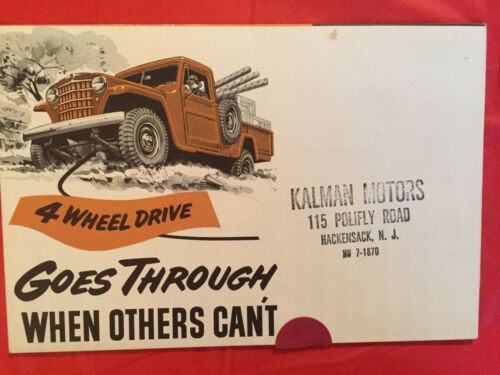 4 WHEEL DRIVE
GOES THROUGH
WHEN OTHERS CAN'T
KALMAN MOTORS
115 POLIFLY ROAD
HACKENSACK, N. J.
HU 7-1870